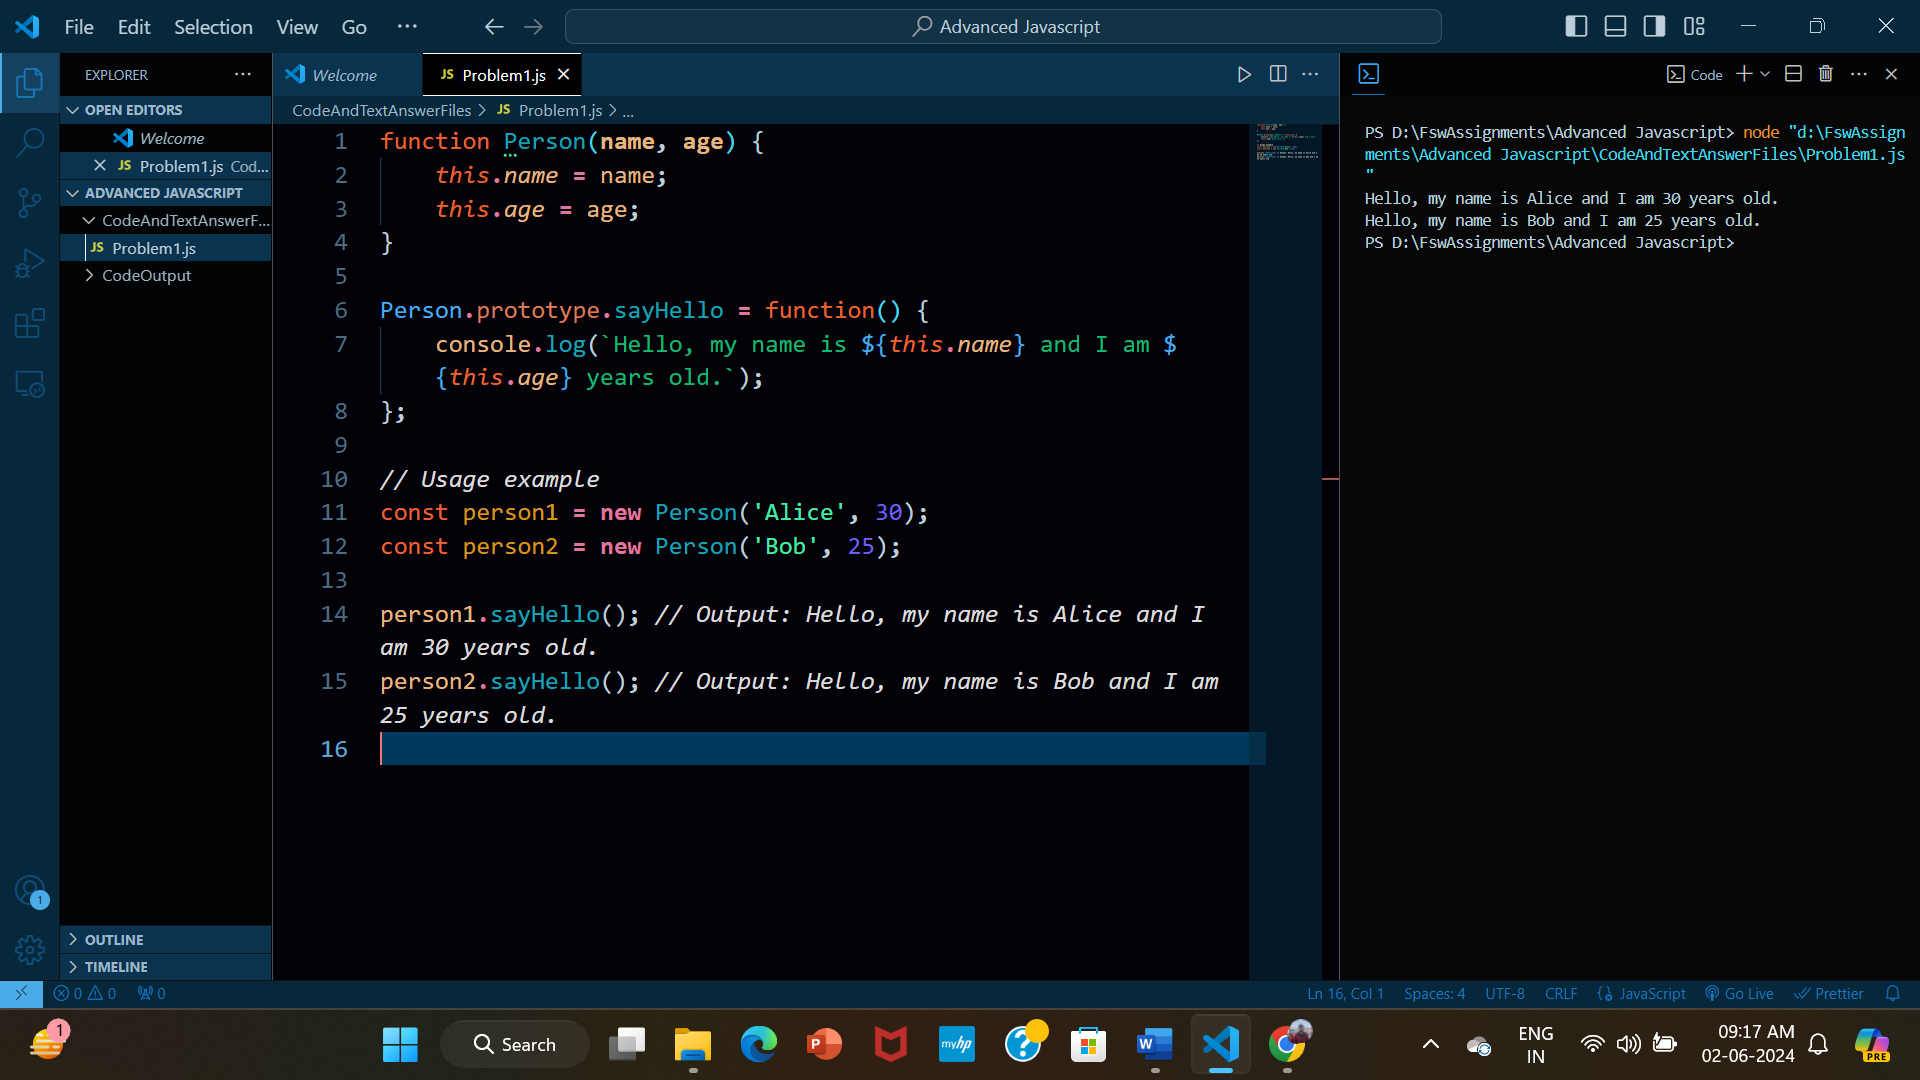 File Edit Selection View Go ···
Advanced Javascript
EXPLORER ···
OPEN EDITORS
Welcome
JS Problem1.js Cod...
ADVANCED JAVASCRIPT
CodeAndTextAnswerF...
JS Problem1.js
CodeOutput
OUTLINE
TIMELINE
1
Welcome
JS Problem1.js
CodeAndTextAnswerFiles > JS Problem1.js > ...
1 function Person(name, age) {
2 this.name = name;
3 this.age = age;
4 }
5
6 Person.prototype.sayHello = function() {
7 console.log(`Hello, my name is ${this.name} and I am $
{this.age} years old.`);
8 };
9
10 // Usage example
11 const person1 = new Person('Alice', 30);
12 const person2 = new Person('Bob', 25);
13
14 person1.sayHello(); // Output: Hello, my name is Alice and I
am 30 years old.
15 person2.sayHello(); // Output: Hello, my name is Bob and I am
25 years old.
16
Code
PS D:\FswAssignments\Advanced Javascript> node "d:\FswAssign
ments\Advanced Javascript\CodeAndTextAnswerFiles\Problem1.js
"
Hello, my name is Alice and I am 30 years old.
Hello, my name is Bob and I am 25 years old.
PS D:\FswAssignments\Advanced Javascript>
0 0 0
Ln 16, Col 1 Spaces: 4 UTF-8 CRLF {} JavaScript Go Live Prettier
1
Search
P
myhp
?
W
ENG
IN
09:17 AM
02-06-2024
PRE